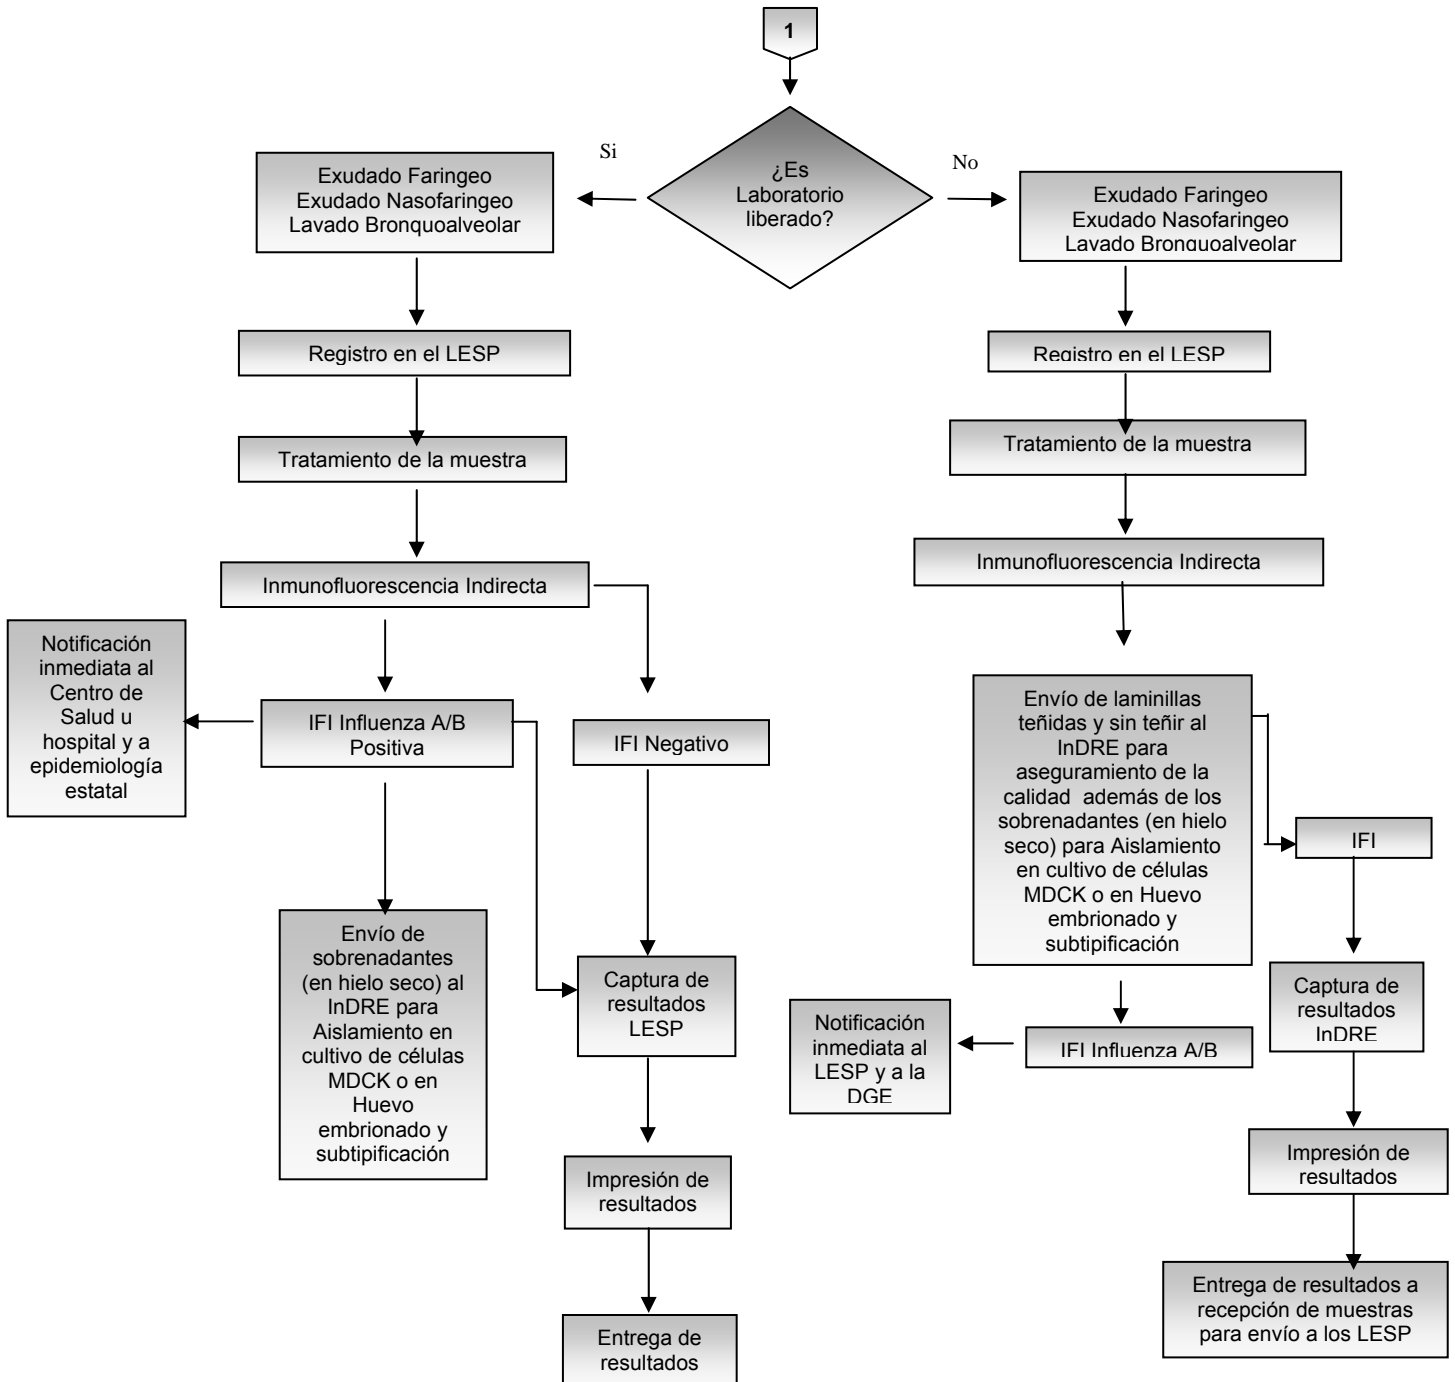 1
¿Es
Laboratorio
liberado?
Si
No
Exudado Faringeo
Exudado Nasofaringeo
Lavado Bronquoalveolar
Registro en el LESP
Tratamiento de la muestra
Inmunofluorescencia Indirecta
Notificación
inmediata al
Centro de
Salud u
hospital y a
epidemiología
estatal
IFI Influenza A/B
Positiva
IFI Negativo
Envío de
sobrenadantes
(en hielo seco) al
InDRE para
Aislamiento en
cultivo de células
MDCK o en
Huevo
embrionado y
subtipificación
Captura de
resultados
LESP
Impresión de
resultados
Entrega de
resultados
Exudado Faringeo
Exudado Nasofaringeo
Lavado Bronquoalveolar
Registro en el LESP
Tratamiento de la muestra
Inmunofluorescencia Indirecta
Envío de laminillas
teñidas y sin teñir al
InDRE para
aseguramiento de la
calidad además de los
sobrenadantes (en hielo
seco) para Aislamiento
en cultivo de células
MDCK o en Huevo
embrionado y
subtipificación
IFI
Notificación
inmediata al
LESP y a la
DGE
IFI Influenza A/B
Captura de
resultados
InDRE
Impresión de
resultados
Entrega de resultados a
recepción de muestras
para envío a los LESP